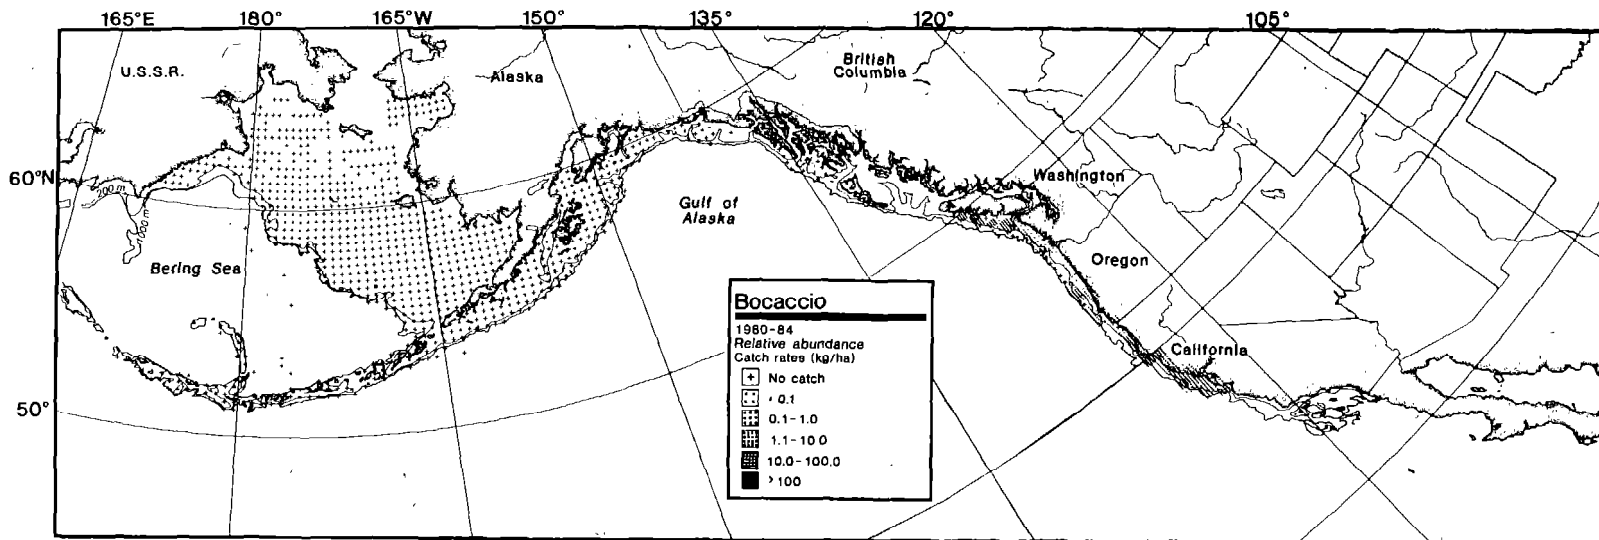 165°E 180° 165°W 150° 135° 120° 105°
U.S.S.R.
Alaska
British
Columbia
60°N
200 m
1000 m
Washington
Gulf of
Alaska
Bering Sea
Oregon
Bocaccio
1980-84
Relative abundance
Catch rates (kg/ha)
No catch
0.1
0.1-1.0
1.1-10.0
10.0-100.0
>100
California
50°